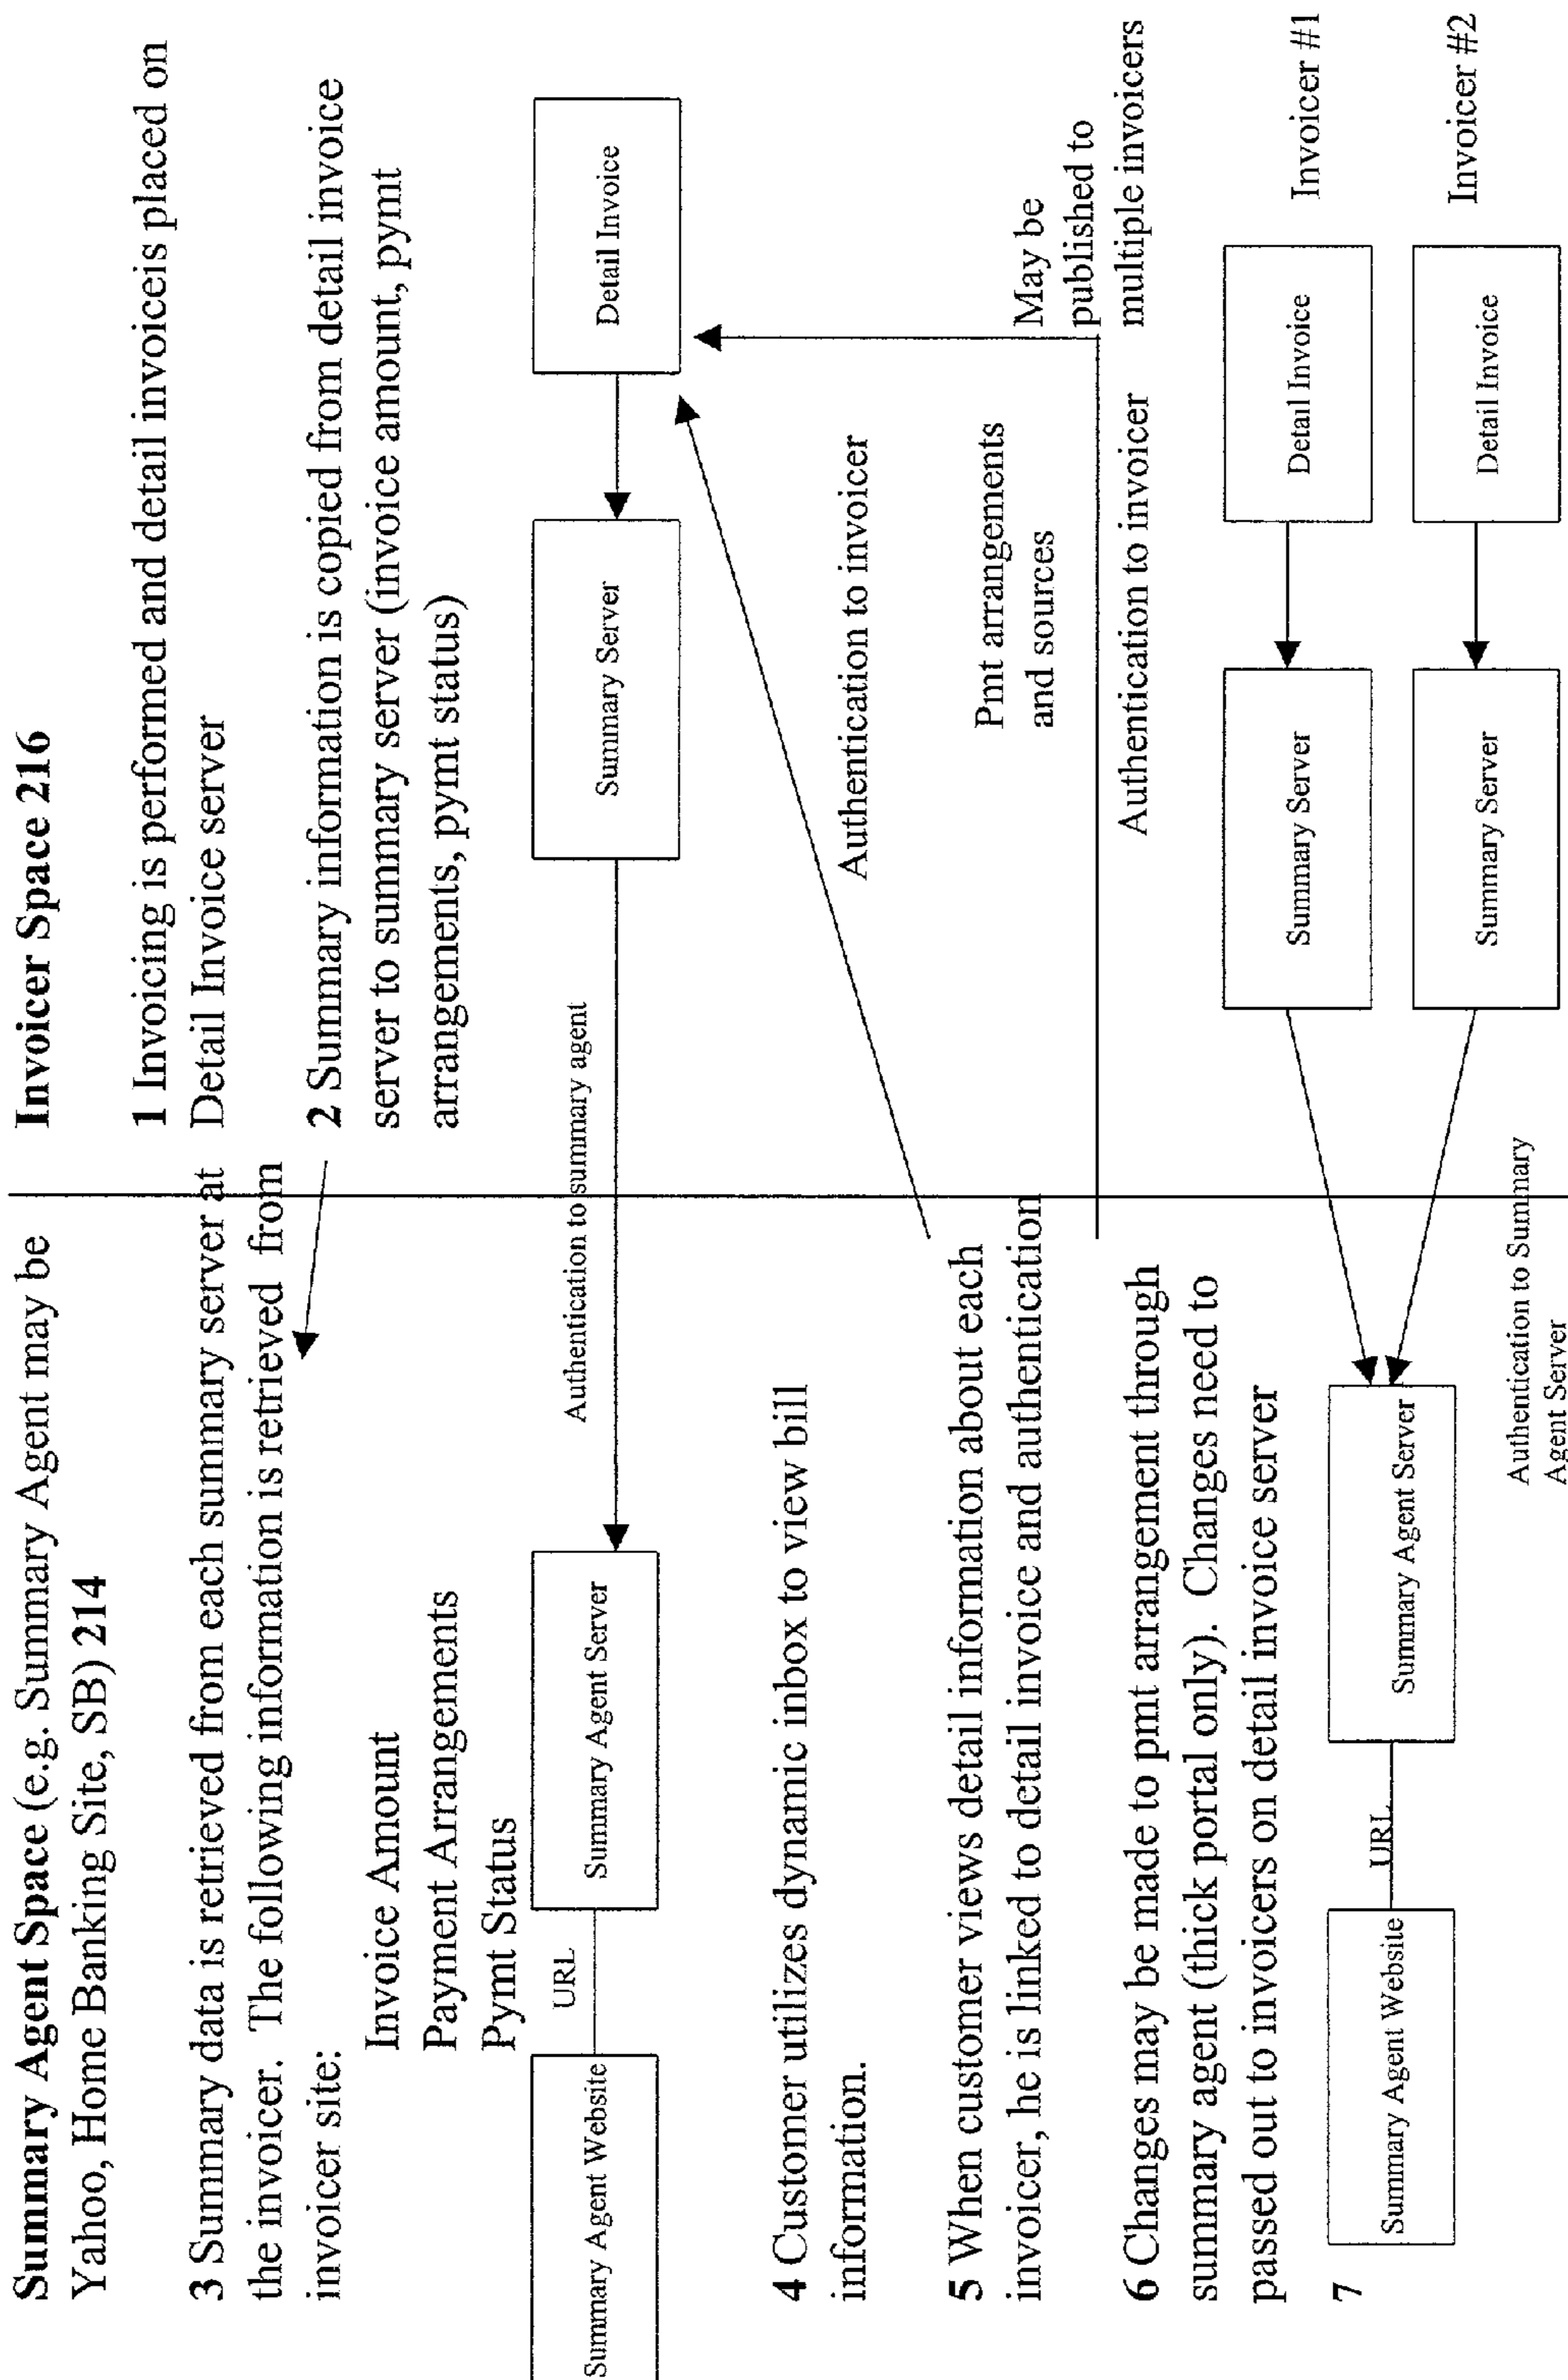 Summary Agent Space (e.g. Summary Agent may be
Yahoo, Home Banking Site, SB) 214
3 Summary data is retrieved from each summary server at
the invoicer.  The following information is retrieved  from
invoicer site:
Invoice Amount
Payment Arrangements
Pymt Status
Summary Agent Website
URL
Summary Agent Server
Authentication to summary agent
4 Customer utilizes dynamic inbox to view bill
information.
5 When customer views detail information about each
invoicer, he is linked to detail invoice and authentication
6 Changes may be made to pmt arrangement through
summary agent (thick portal only).  Changes need to
passed out to invoicers on detail invoice server
7
Summary Agent Website
URL
Summary Agent Server
Authentication to Summary
Agent Server
Invoicer Space 216
1 Invoicing is performed and detail invoiceis placed on
Detail Invoice server
2 Summary information is copied from detail invoice
server to summary server (invoice amount, pymt
arrangements, pymt status)
Summary Server
Detail Invoice
Authentication to invoicer
Pmt arrangements
and sources
May be
published to
multiple invoicers
Authentication to invoicer
Summary Server
Detail Invoice
Invoicer #1
Summary Server
Detail Invoice
Invoicer #2